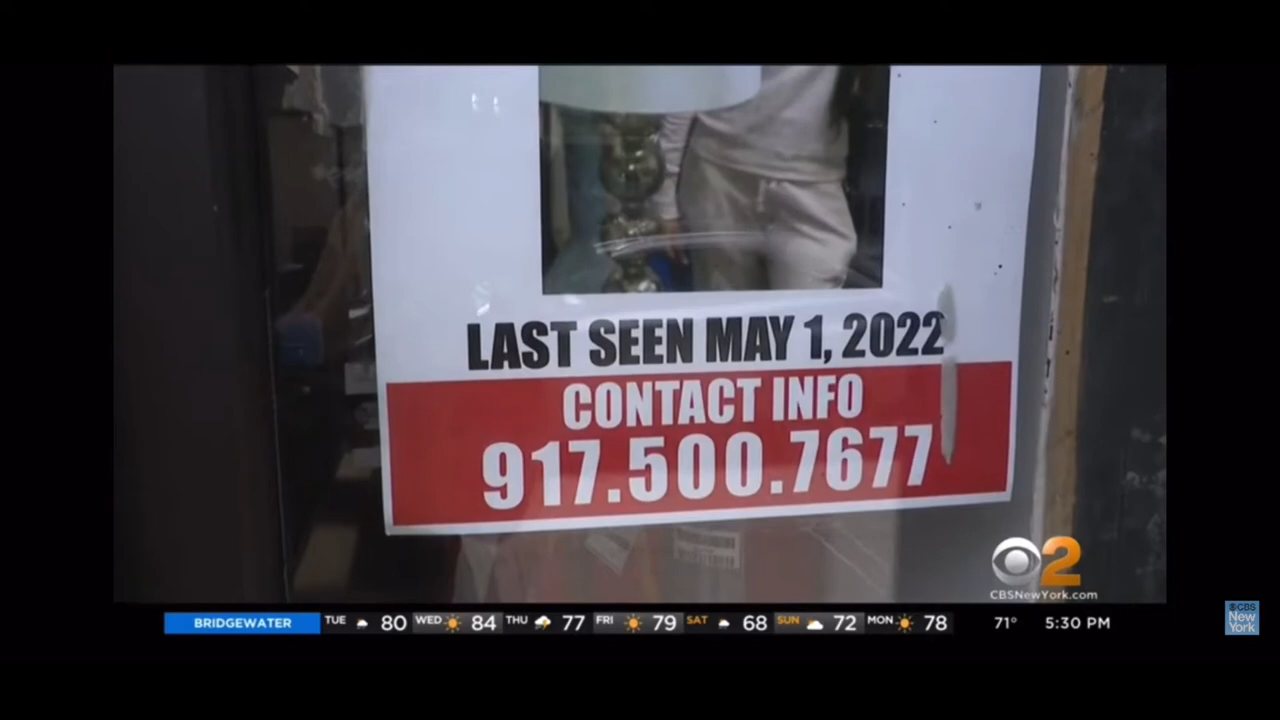 LAST SEEN MAY 1, 2022
CONTACT INFO
917.500.7677
2
CBSNewYork.com
BRIDGEWATER TUE 80 WED 84 THU 77 FRI 79 SAT 68 SUN 72 MON 78 71° 5:30 PM
CBS
New
York